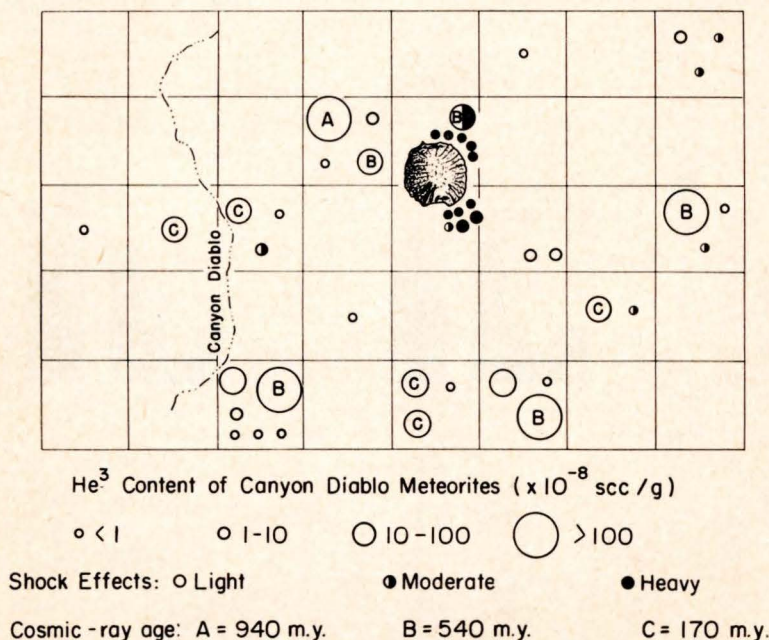 A
B
B
C
C
B
Canyon Diablo
C
B
C
C
B
He³ Content of Canyon Diablo Meteorites (x10⁻⁸ scc/g)
<1 1-10 10-100 >100
Shock Effects: Light Moderate Heavy
Cosmic-ray age: A = 940 m.y. B = 540 m.y. C = 170 m.y.